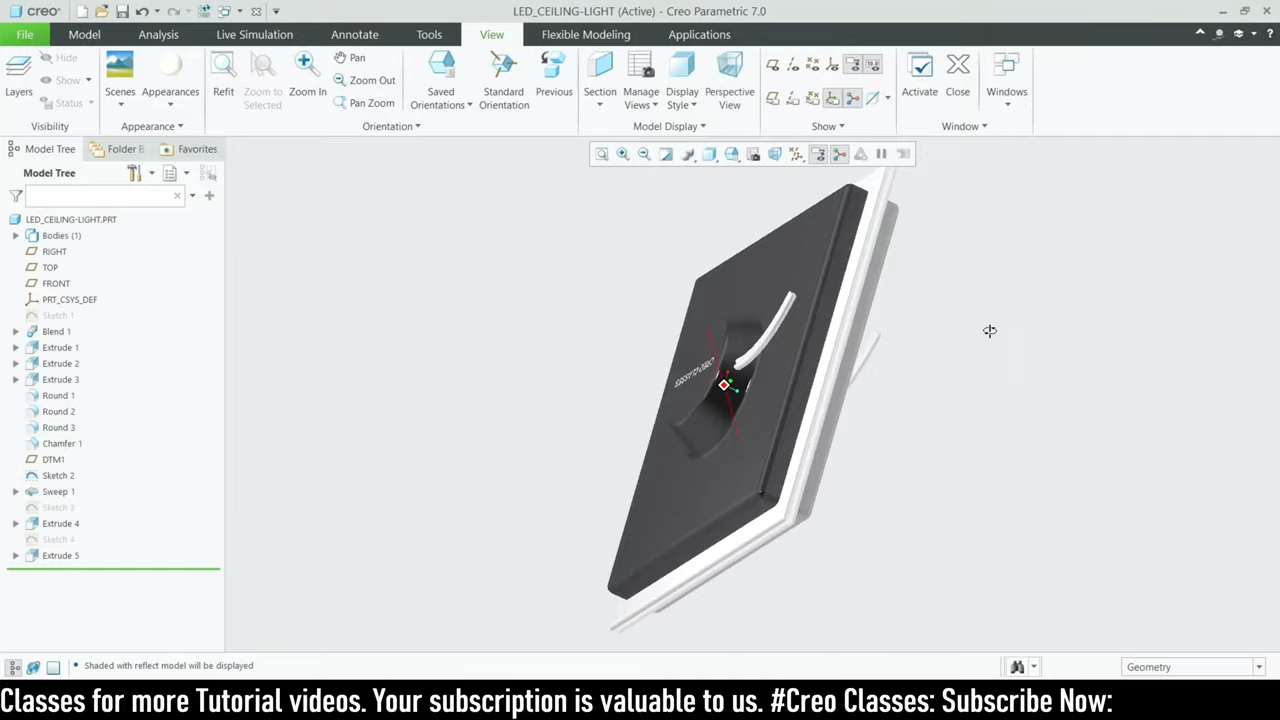 creo
LED_CEILING-LIGHT (Active) - Creo Parametric 7.0
File Model Analysis Live Simulation Annotate Tools View Flexible Modeling Applications
Layers
Hide
Show
Status
Visibility
Scenes
Appearances
Appearance
Refit
Zoom to Selected
Zoom In
Pan
Zoom Out
Pan Zoom
Saved Orientations
Standard Orientation
Previous
Orientation
Section
Manage Views
Display Style
Perspective View
Model Display
Show
Activate
Close
Windows
Window
Model Tree
Folder B
Favorites
Model Tree
LED_CEILING-LIGHT.PRT
Bodies (1)
RIGHT
TOP
FRONT
PRT_CSYS_DEF
Sketch 1
Blend 1
Extrude 1
Extrude 2
Extrude 3
Round 1
Round 2
Round 3
Chamfer 1
DTM1
Sketch 2
Sweep 1
Sketch 3
Extrude 4
Sketch 4
Extrude 5
Shaded with reflect model will be displayed
Geometry
Classes for more Tutorial videos. Your subscription is valuable to us. #Creo Classes: Subscribe Now: